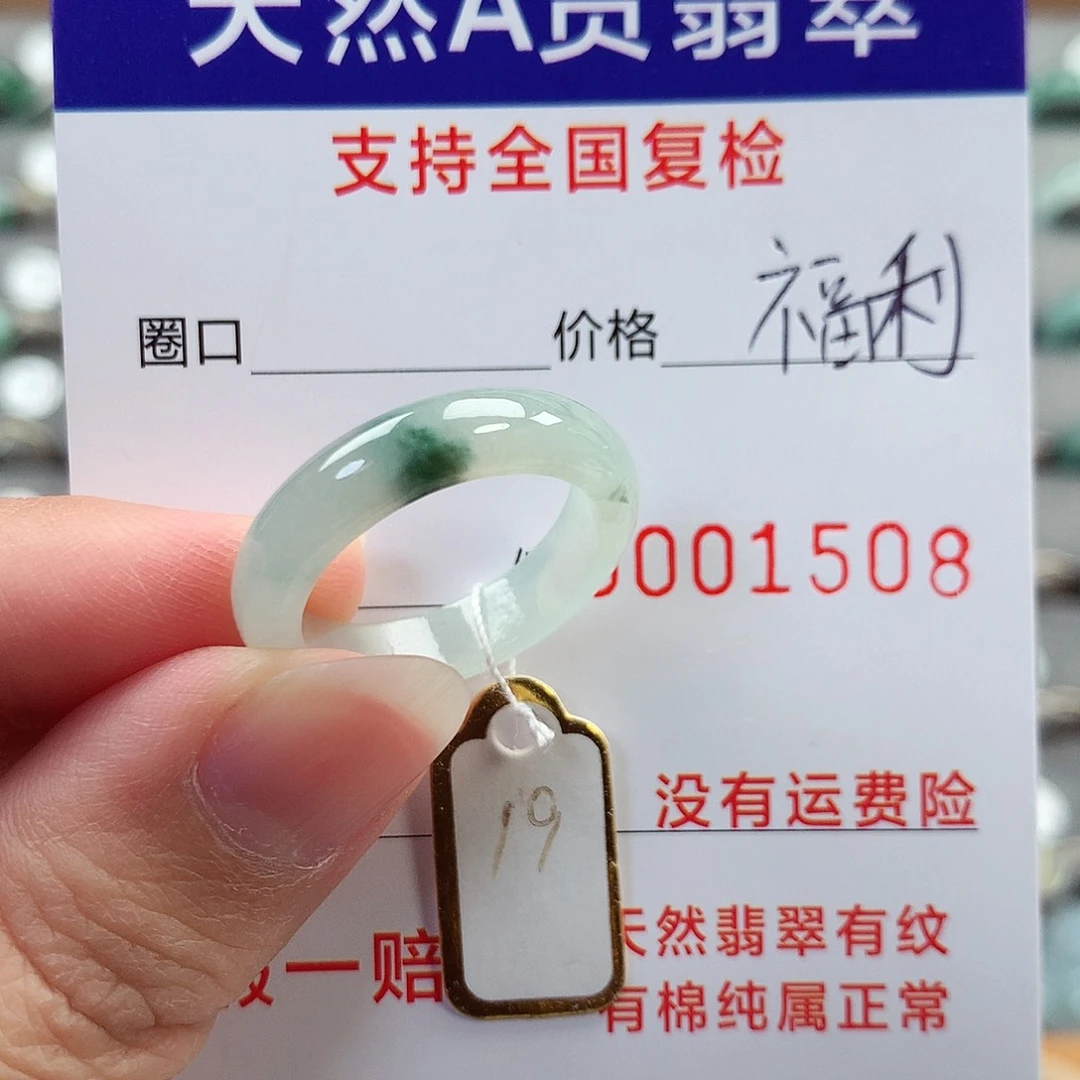 天然A货翡翠
支持全国复检
圈口 价格 福利
0001508
19
没有运费险
一赔
天然翡翠有纹
有棉纯属正常